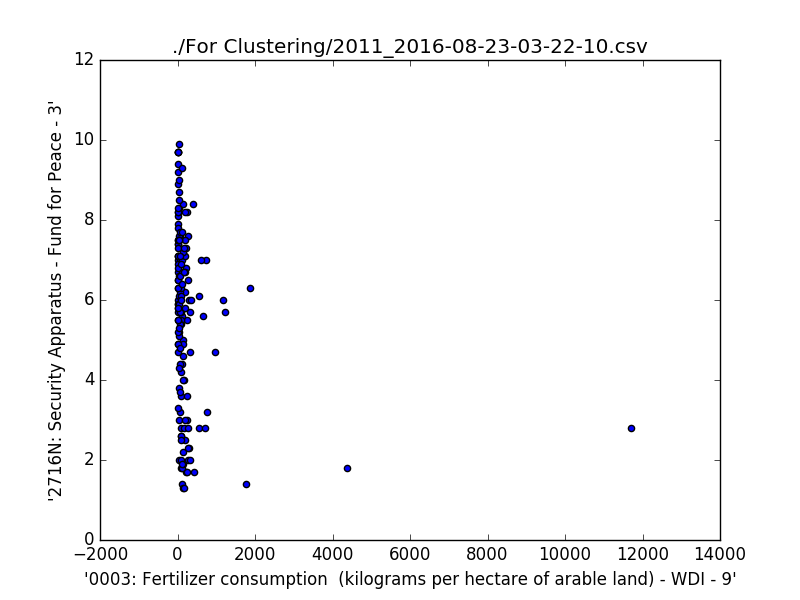 ./For Clustering/2011_2016-08-23-03-22-10.csv
12
10
8
6
4
2
0
'2716N: Security Apparatus - Fund for Peace - 3'
−2000 0 2000 4000 6000 8000 10000 12000 14000
'0003: Fertilizer consumption  (kilograms per hectare of arable land) - WDI - 9'